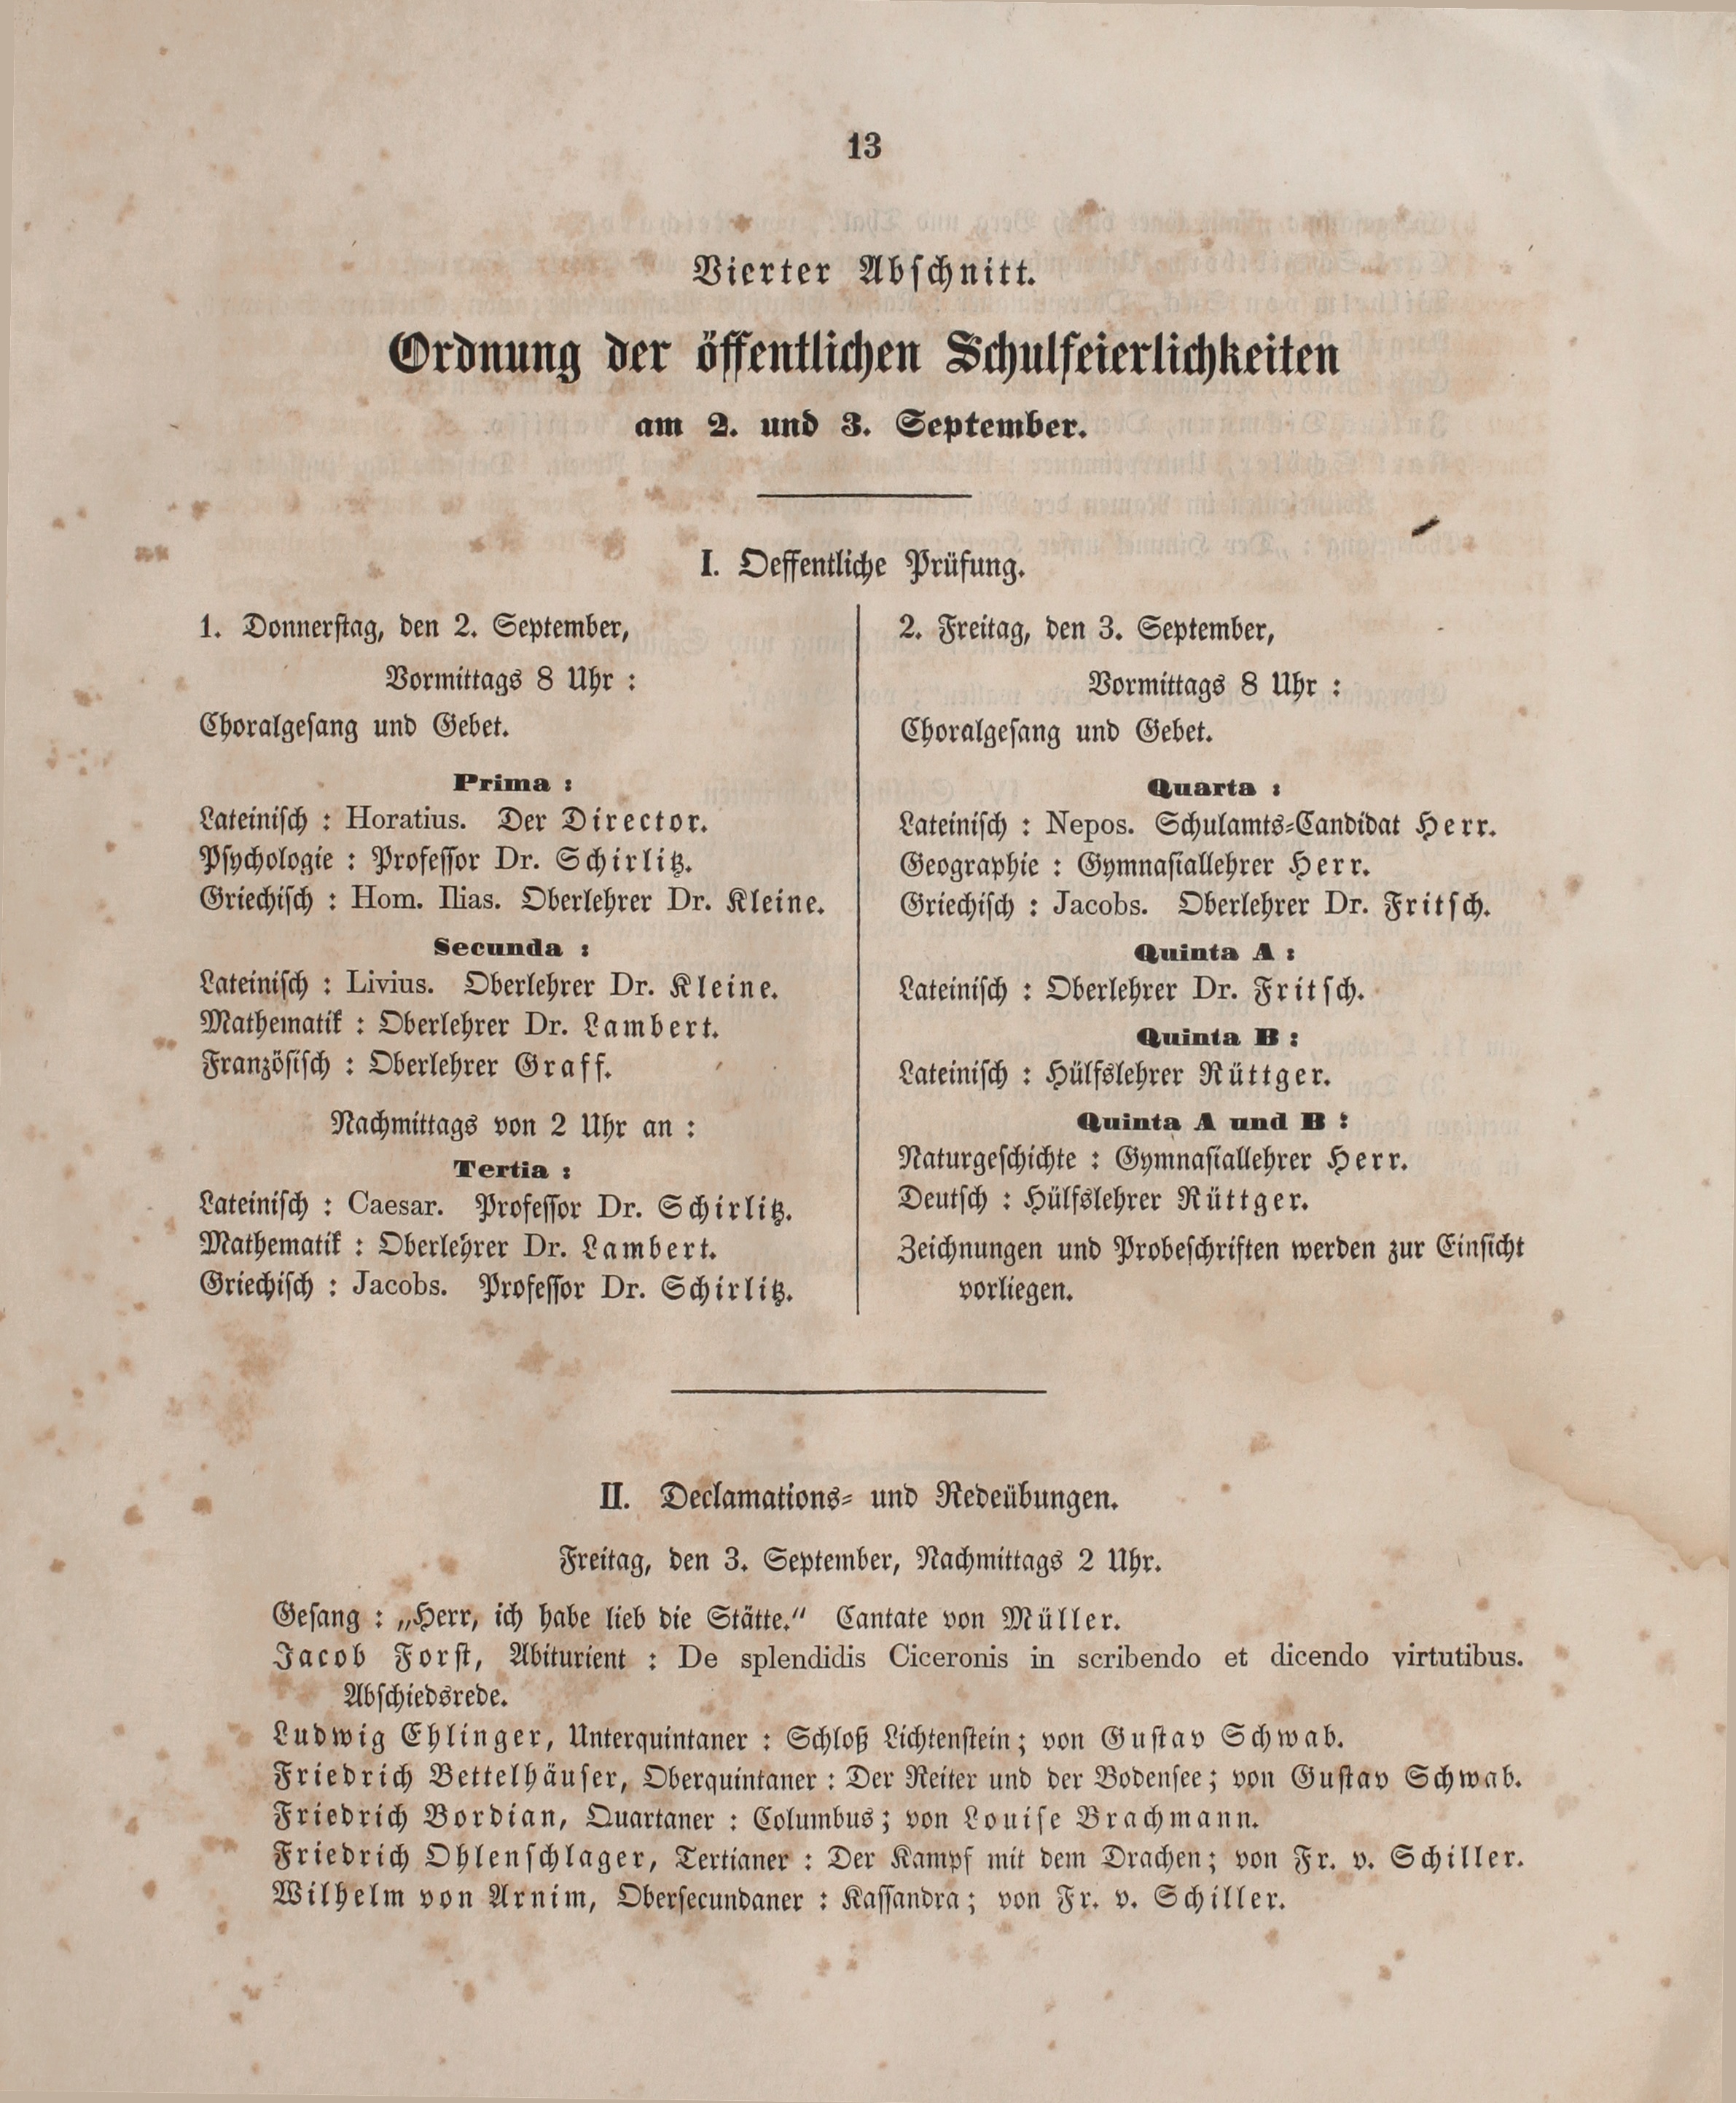 13
Vierter Abschnitt.
Ordnung der öffentlichen Schulfeierlichkeiten
am 2. und 3. September.
I. Oeffentliche Prüfung.
1. Donnerstag, den 2. September,
Vormittags 8 Uhr :
Choralgesang und Gebet.
Prima :
Lateinisch : Horatius. Der Director.
Psychologie : Professor Dr. Schirlitz.
Griechisch : Hom. Ilias. Oberlehrer Dr. Kleine.
Secunda :
Lateinisch : Livius. Oberlehrer Dr. Kleine.
Mathematik : Oberlehrer Dr. Lambert.
Französisch : Oberlehrer Graff.
Nachmittags von 2 Uhr an :
Tertia :
Lateinisch : Caesar. Professor Dr. Schirlitz.
Mathematik : Oberlehrer Dr. Lambert.
Griechisch : Jacobs. Professor Dr. Schirlitz.
2. Freitag, den 3. September,
Vormittags 8 Uhr :
Choralgesang und Gebet.
Quarta :
Lateinisch : Nepos. Schulamts-Candidat Herr.
Geographie : Gymnasiallehrer Herr.
Griechisch : Jacobs. Oberlehrer Dr. Fritsch.
Quinta A :
Lateinisch : Oberlehrer Dr. Fritsch.
Quinta B :
Lateinisch : Hülfslehrer Rüttger.
Quinta A und B :
Naturgeschichte : Gymnasiallehrer Herr.
Deutsch : Hülfslehrer Rüttger.
Zeichnungen und Probeschriften werden zur Einsicht
vorliegen.
II. Declamations- und Redeübungen.
Freitag, den 3. September, Nachmittags 2 Uhr.
Gesang : „Herr, ich habe lieb die Stätte.“ Cantate von Müller.
Jacob Forst, Abiturient : De splendidis Ciceronis in scribendo et dicendo virtutibus.
Abschiedsrede.
Ludwig Ehlinger, Unterquintaner : Schloß Lichtenstein; von Gustav Schwab.
Friedrich Bettelhäuser, Oberquintaner : Der Reiter und der Bodensee; von Gustav Schwab.
Friedrich Bordian, Quartaner : Columbus; von Louise Brachmann.
Friedrich Ohlenschlager, Tertianer : Der Kampf mit dem Drachen; von Fr. v. Schiller.
Wilhelm von Arnim, Obersecundaner : Kassandra; von Fr. v. Schiller.